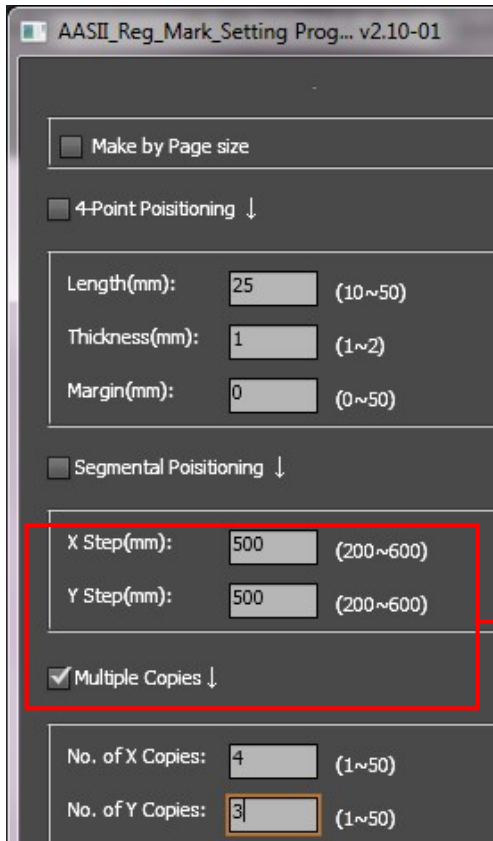 AASII_Reg_Mark_Setting Prog... v2.10-01
Make by Page size
4-Point Poisitioning ↓
Length(mm): 25 (10~50)
Thickness(mm): 1 (1~2)
Margin(mm): 0 (0~50)
Segmental Poisitioning ↓
X Step(mm): 500 (200~600)
Y Step(mm): 500 (200~600)
Multiple Copies ↓
No. of X Copies: 4 (1~50)
No. of Y Copies: 3 (1~50)